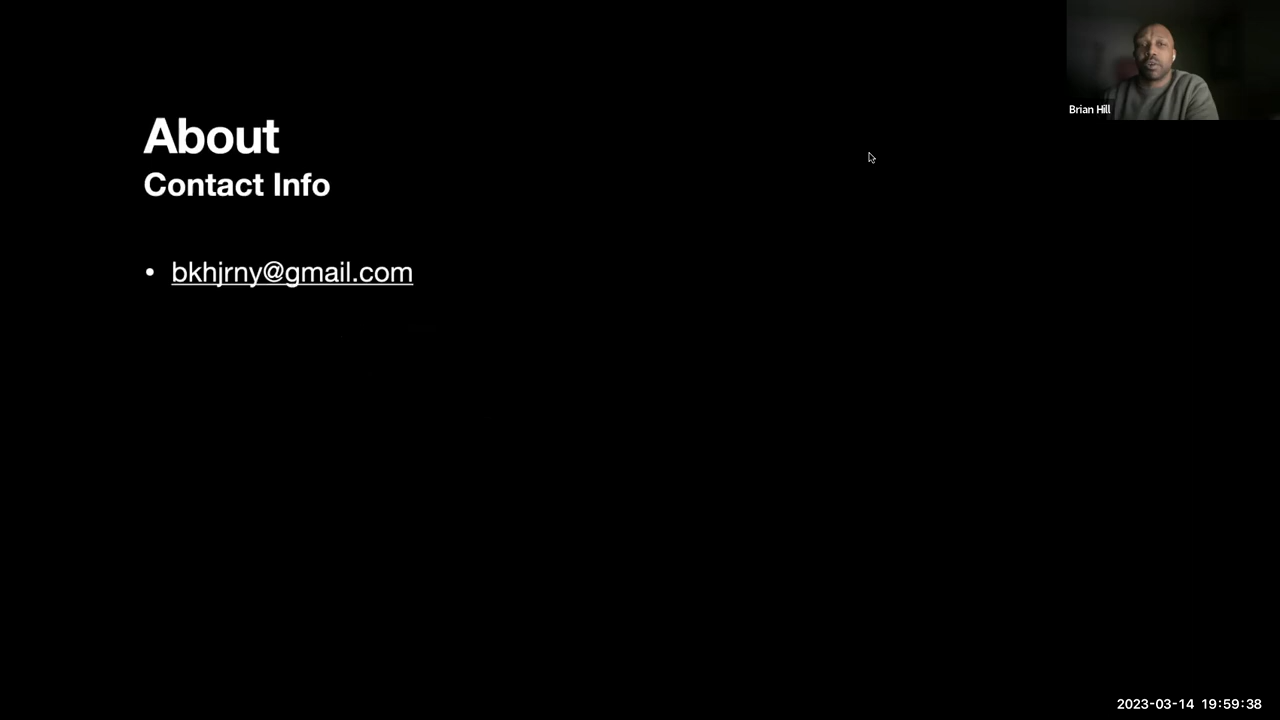 Brian Hill
About
Contact Info
• bkhjrny@gmail.com
2023-03-14 19:59:38